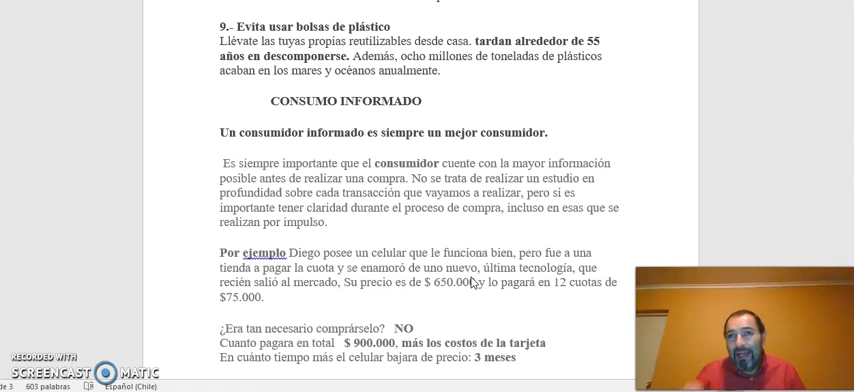 9.- Evita usar bolsas de plástico
Llévate las tuyas propias reutilizables desde casa. tardan alrededor de 55
años en descomponerse. Además, ocho millones de toneladas de plásticos
acaban en los mares y océanos anualmente.
CONSUMO INFORMADO
Un consumidor informado es siempre un mejor consumidor.
Es siempre importante que el consumidor cuente con la mayor información
posible antes de realizar una compra. No se trata de realizar un estudio en
profundidad sobre cada transacción que vayamos a realizar, pero si es
importante tener claridad durante el proceso de compra, incluso en esas que se
realizan por impulso.
Por ejemplo Diego posee un celular que le funciona bien, pero fue a una
tienda a pagar la cuota y se enamoró de uno nuevo, última tecnología, que
recién salió al mercado, Su precio es de $ 650.000 y lo pagará en 12 cuotas de
$75.000.
¿Era tan necesario comprárselo? NO
Cuanto pagara en total $ 900.000, más los costos de la tarjeta
En cuánto tiempo más el celular bajara de precio: 3 meses
RECORDED WITH
SCREENCAST MATIC
de 3 603 palabras Español (Chile)